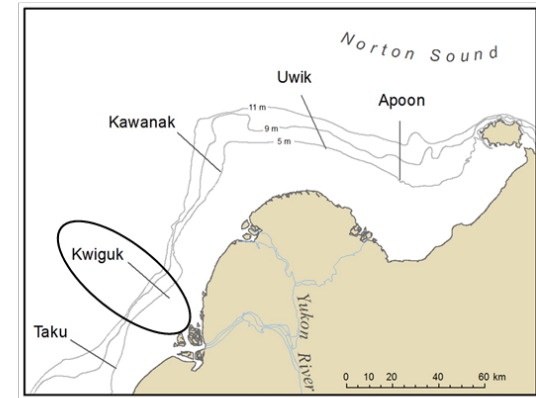 Norton Sound
Uwik
Apoon
Kawanak
11 m
9 m
5 m
Kwiguk
Taku
Yukon River
0 10 20 40 60 km